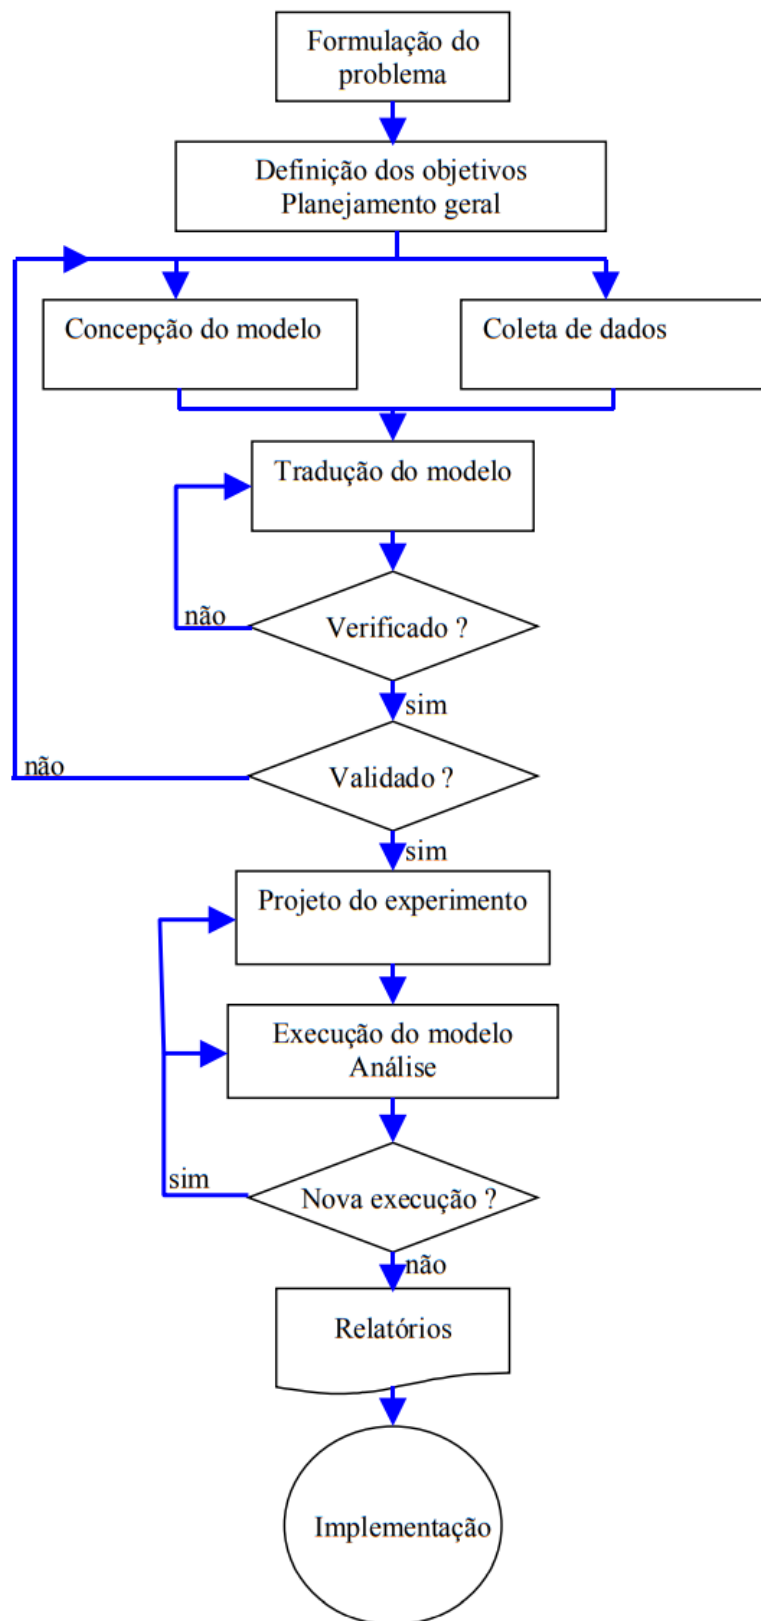 Formulação do
problema
Definição dos objetivos
Planejamento geral
Concepção do modelo
Coleta de dados
Tradução do modelo
não
Verificado ?
sim
não
Validado ?
sim
Projeto do experimento
Execução do modelo
Análise
sim
Nova execução ?
não
Relatórios
Implementação